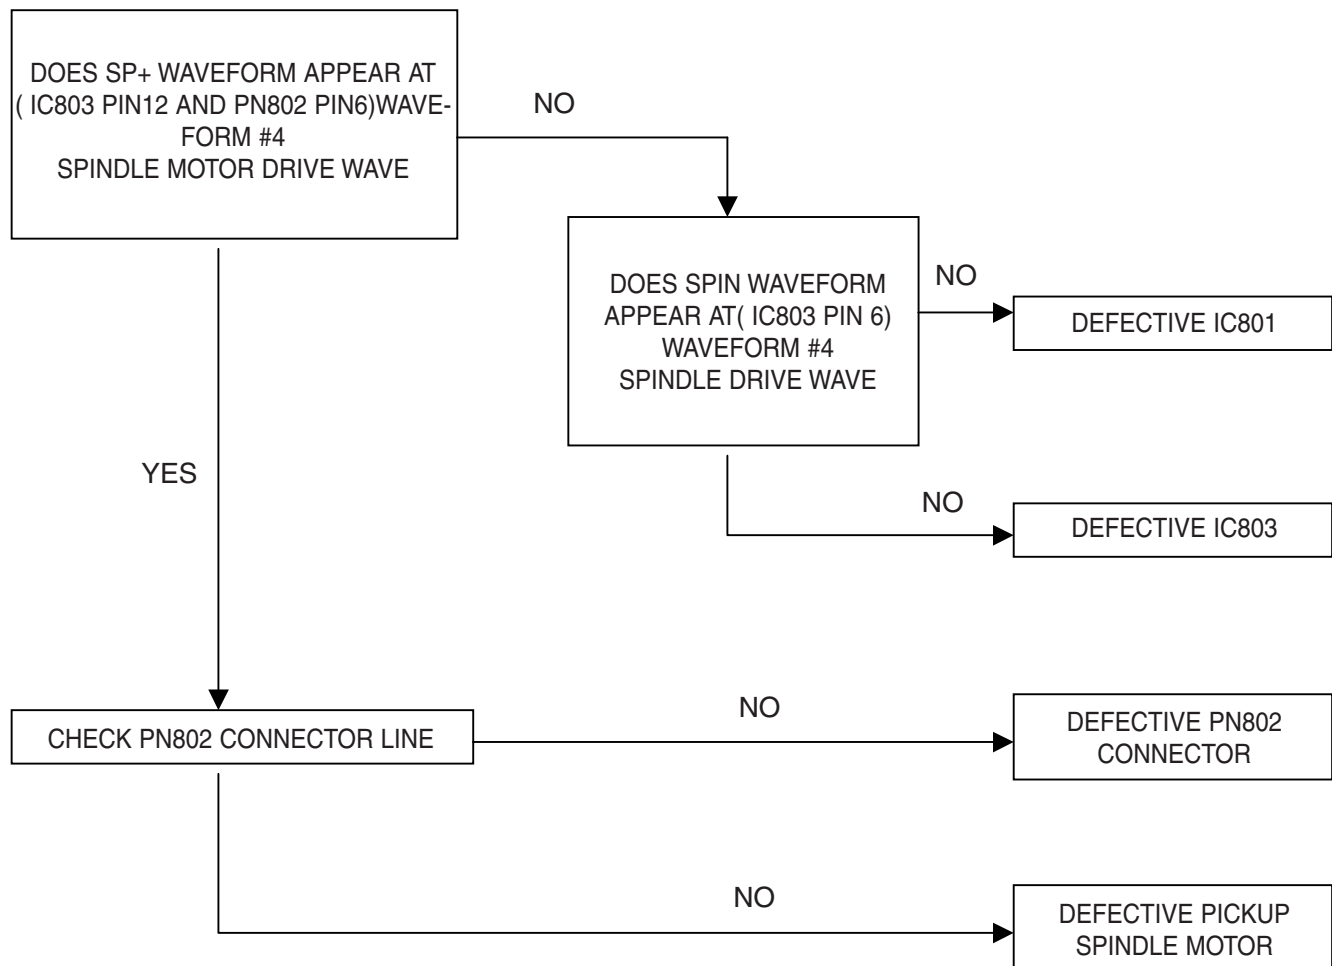 DOES SP+ WAVEFORM APPEAR AT
( IC803 PIN12 AND PN802 PIN6)WAVE-
FORM #4
SPINDLE MOTOR DRIVE WAVE
NO
DOES SPIN WAVEFORM
APPEAR AT( IC803 PIN 6)
WAVEFORM #4
SPINDLE DRIVE WAVE
NO
DEFECTIVE IC801
YES
NO
DEFECTIVE IC803
CHECK PN802 CONNECTOR LINE
NO
DEFECTIVE PN802
CONNECTOR
NO
DEFECTIVE PICKUP
SPINDLE MOTOR